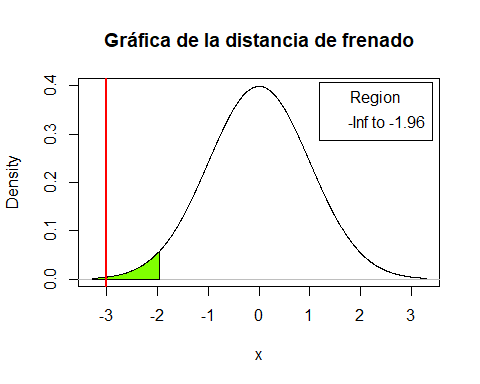 Gráfica de la distancia de frenado
Region
-Inf to -1.96
Density
0.4
0.3
0.2
0.1
0.0
-3 -2 -1 0 1 2 3
x